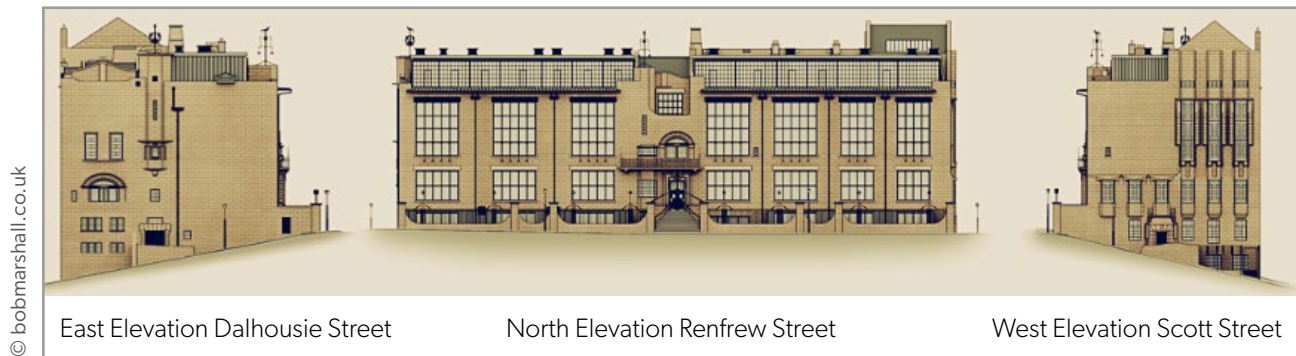 © bobmarshall.co.uk
East Elevation Dalhousie Street
North Elevation Renfrew Street
West Elevation Scott Street